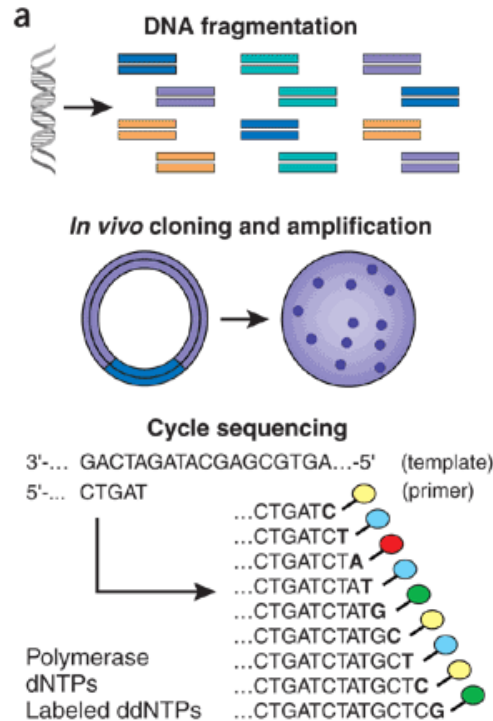 a
DNA fragmentation
In vivo cloning and amplification
Cycle sequencing
3'-... GACTAGATACGAGCGTGA...-5' (template)
5'-... CTGAT (primer)
...CTGATC
...CTGATCT
...CTGATCTA
...CTGATCTAT
...CTGATCTATG
...CTGATCTATGC
...CTGATCTATGCT
...CTGATCTATGCTC
...CTGATCTATGCTCG
Polymerase
dNTPs
Labeled ddNTPs